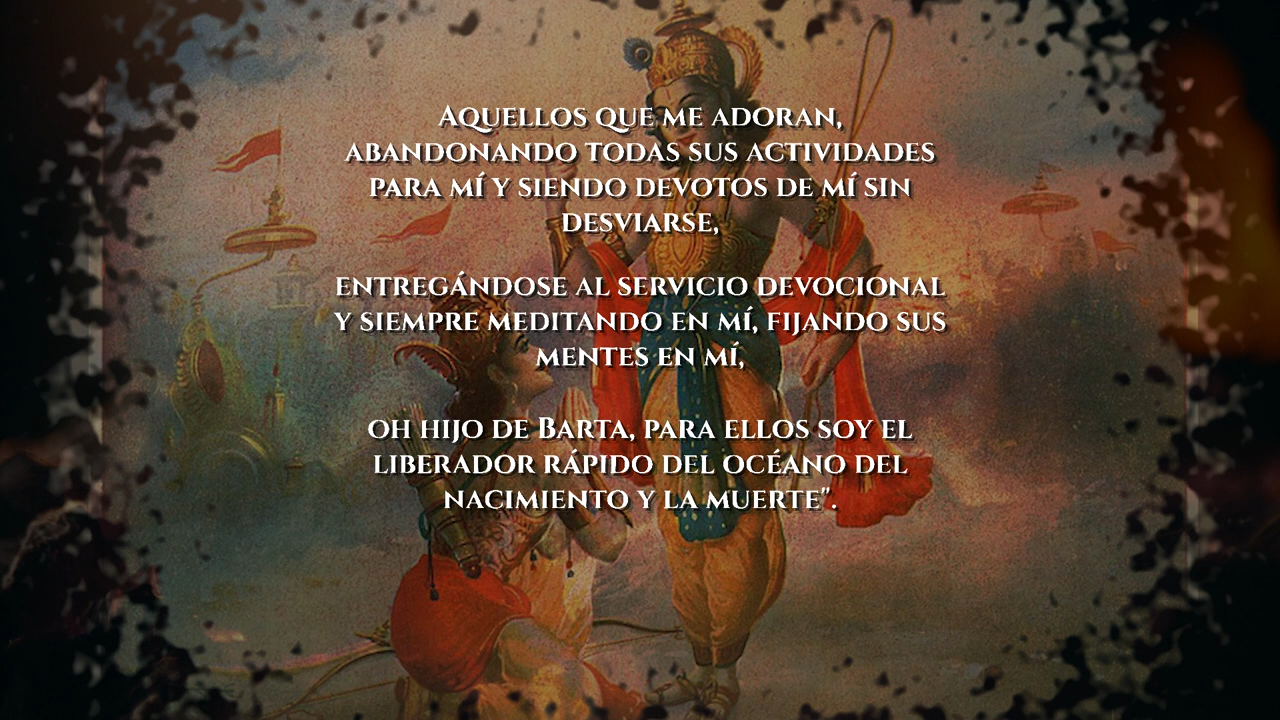 Aquellos que me adoran,
abandonando todas sus actividades
para mí y siendo devotos de mí sin
desviarse,
entregándose al servicio devocional
y siempre meditando en mí, fijando sus
mentes en mí,
oh hijo de Barta, para ellos soy el
liberador rápido del océano del
nacimiento y la muerte".